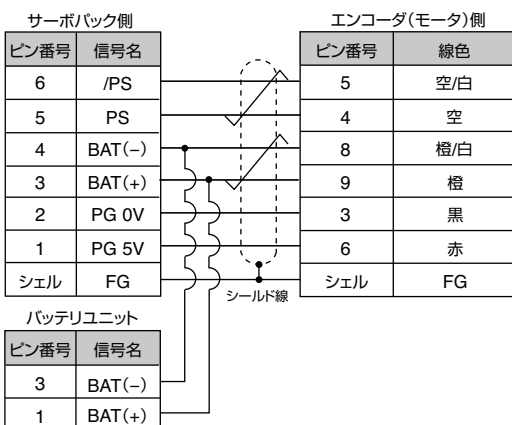 サーボパック側 エンコーダ（モータ）側
ピン番号 信号名 ピン番号 線色
6 /PS 5 空/白
5 PS 4 空
4 BAT(−) 8 橙/白
3 BAT(+) 9 橙
2 PG 0V 3 黒
1 PG 5V 6 赤
シェル FG シェル FG
シールド線
バッテリユニット
ピン番号 信号名
3 BAT(−)
1 BAT(+)